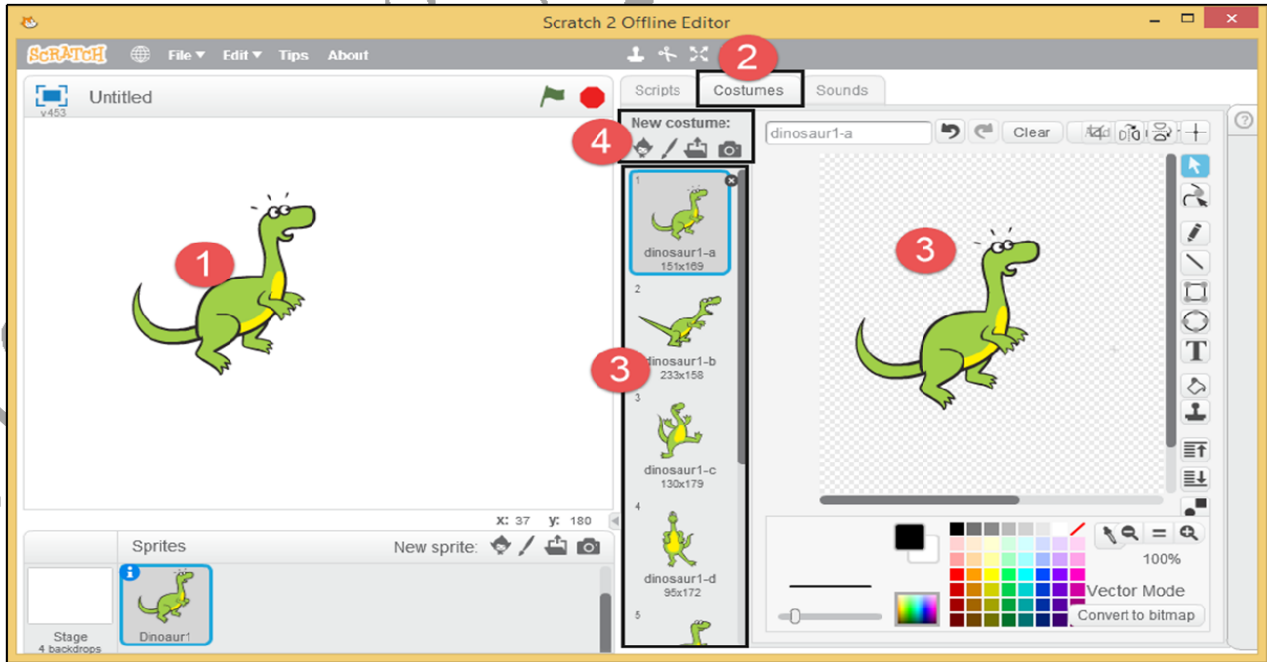 Scratch 2 Offline Editor
SCRATCH File Edit Tips About
2
v453
Untitled
Scripts Costumes Sounds
4
New costume:
dinosaur1-a
Clear
Add
1
1
dinosaur1-a
151x169
2
dinosaur1-b
233x158
3
3
dinosaur1-c
130x179
4
dinosaur1-d
95x172
5
3
T
X: 37 y: 180
Sprites New sprite:
Stage
4 backdrops
Dinoaur1
100%
Vector Mode
Convert to bitmap